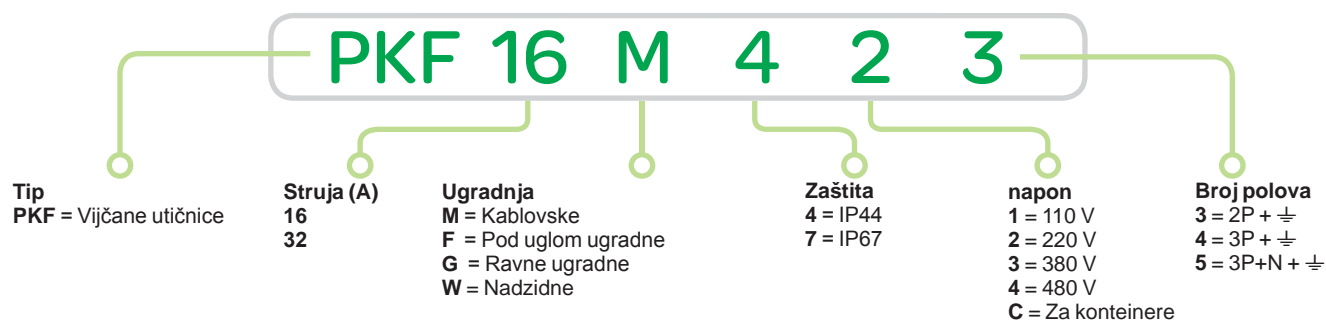 PKF 16 M 4 2 3
Tip
PKF = Vijčane utičnice
Struja (A)
16
32
Ugradnja
M = Kablovske
F = Pod uglom ugradne
G = Ravne ugradne
W = Nadzidne
Zaštita
4 = IP44
7 = IP67
napon
1 = 110 V
2 = 220 V
3 = 380 V
4 = 480 V
C = Za konteinere
Broj polova
3 = 2P + ⏚
4 = 3P + ⏚
5 = 3P+N + ⏚